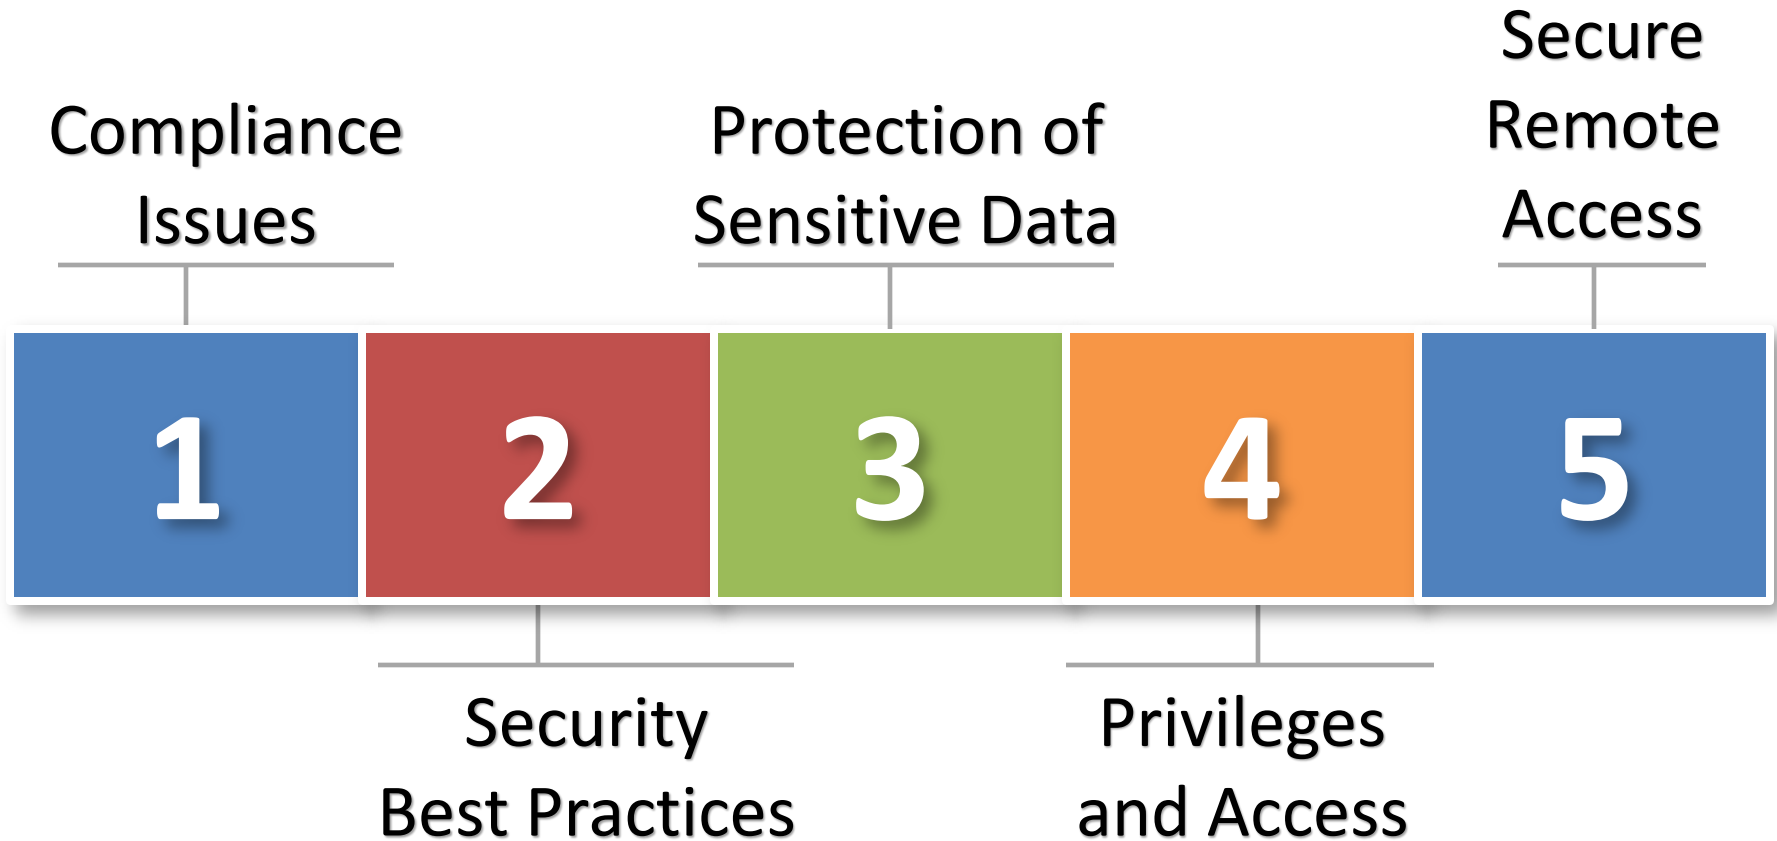 Compliance
Issues
Protection of
Sensitive Data
Secure
Remote
Access
1
2
3
4
5
Security
Best Practices
Privileges
and Access